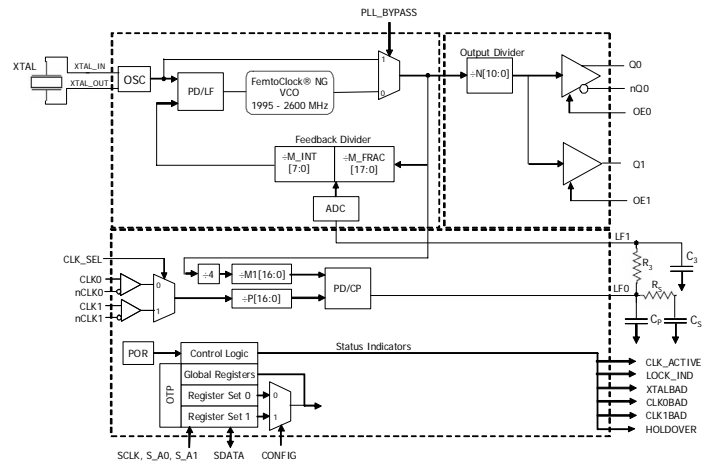 PLL_BYPASS
XTAL
XTAL_IN
XTAL_OUT
OSC
PD/LF
FemtoClock® NG
VCO
1995 - 2600 MHz
1
0
Output Divider
÷N[10:0]
Q0
nQ0
OE0
Q1
OE1
Feedback Divider
÷M_INT
[7:0]
÷M_FRAC
[17:0]
ADC
LF1
CLK_SEL
CLK0
nCLK0
CLK1
nCLK1
0
1
÷4
÷M1[16:0]
÷P[16:0]
PD/CP
LF0
R3
C3
RS
CP
CS
POR
Control Logic
Status Indicators
OTP
Global Registers
Register Set 0
Register Set 1
0
1
CLK_ACTIVE
LOCK_IND
XTALBAD
CLK0BAD
CLK1BAD
HOLDOVER
SCLK, S_A0, S_A1
SDATA
CONFIG